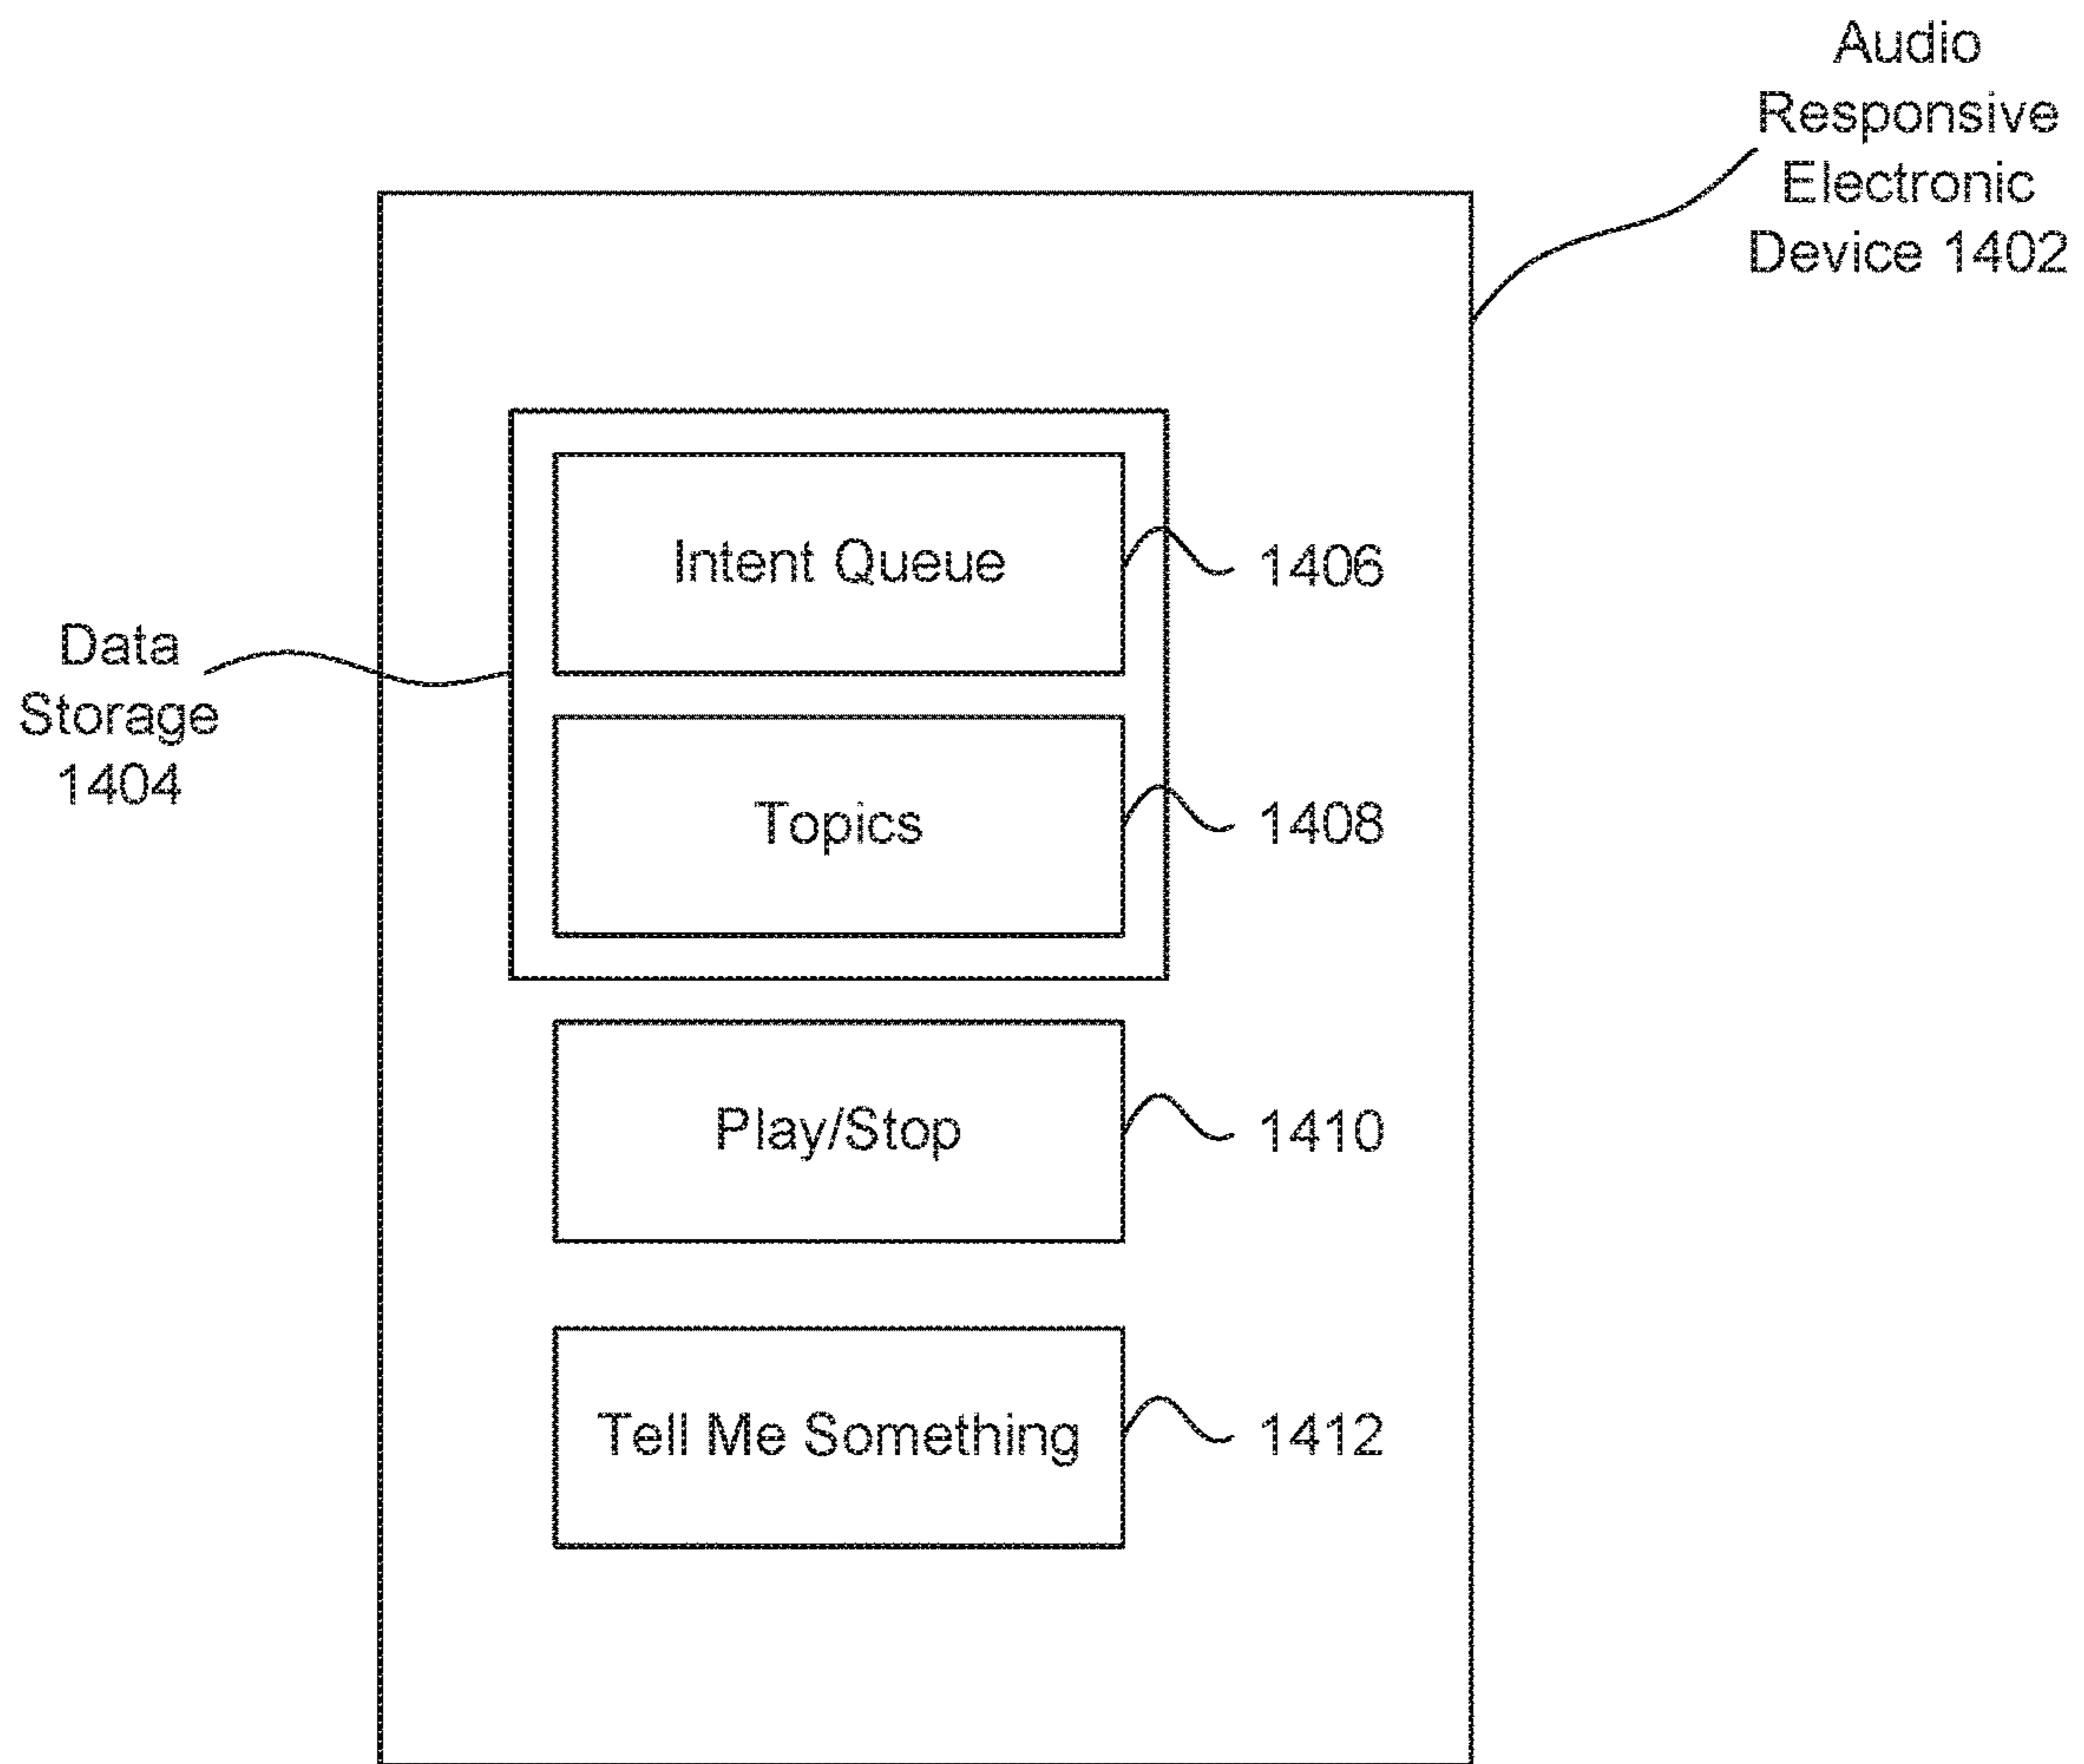 Audio
Responsive
Electronic
Device 1402
Intent Queue
1406
Data
Storage
1404
Topics
1408
Play/Stop
1410
Tell Me Something
1412